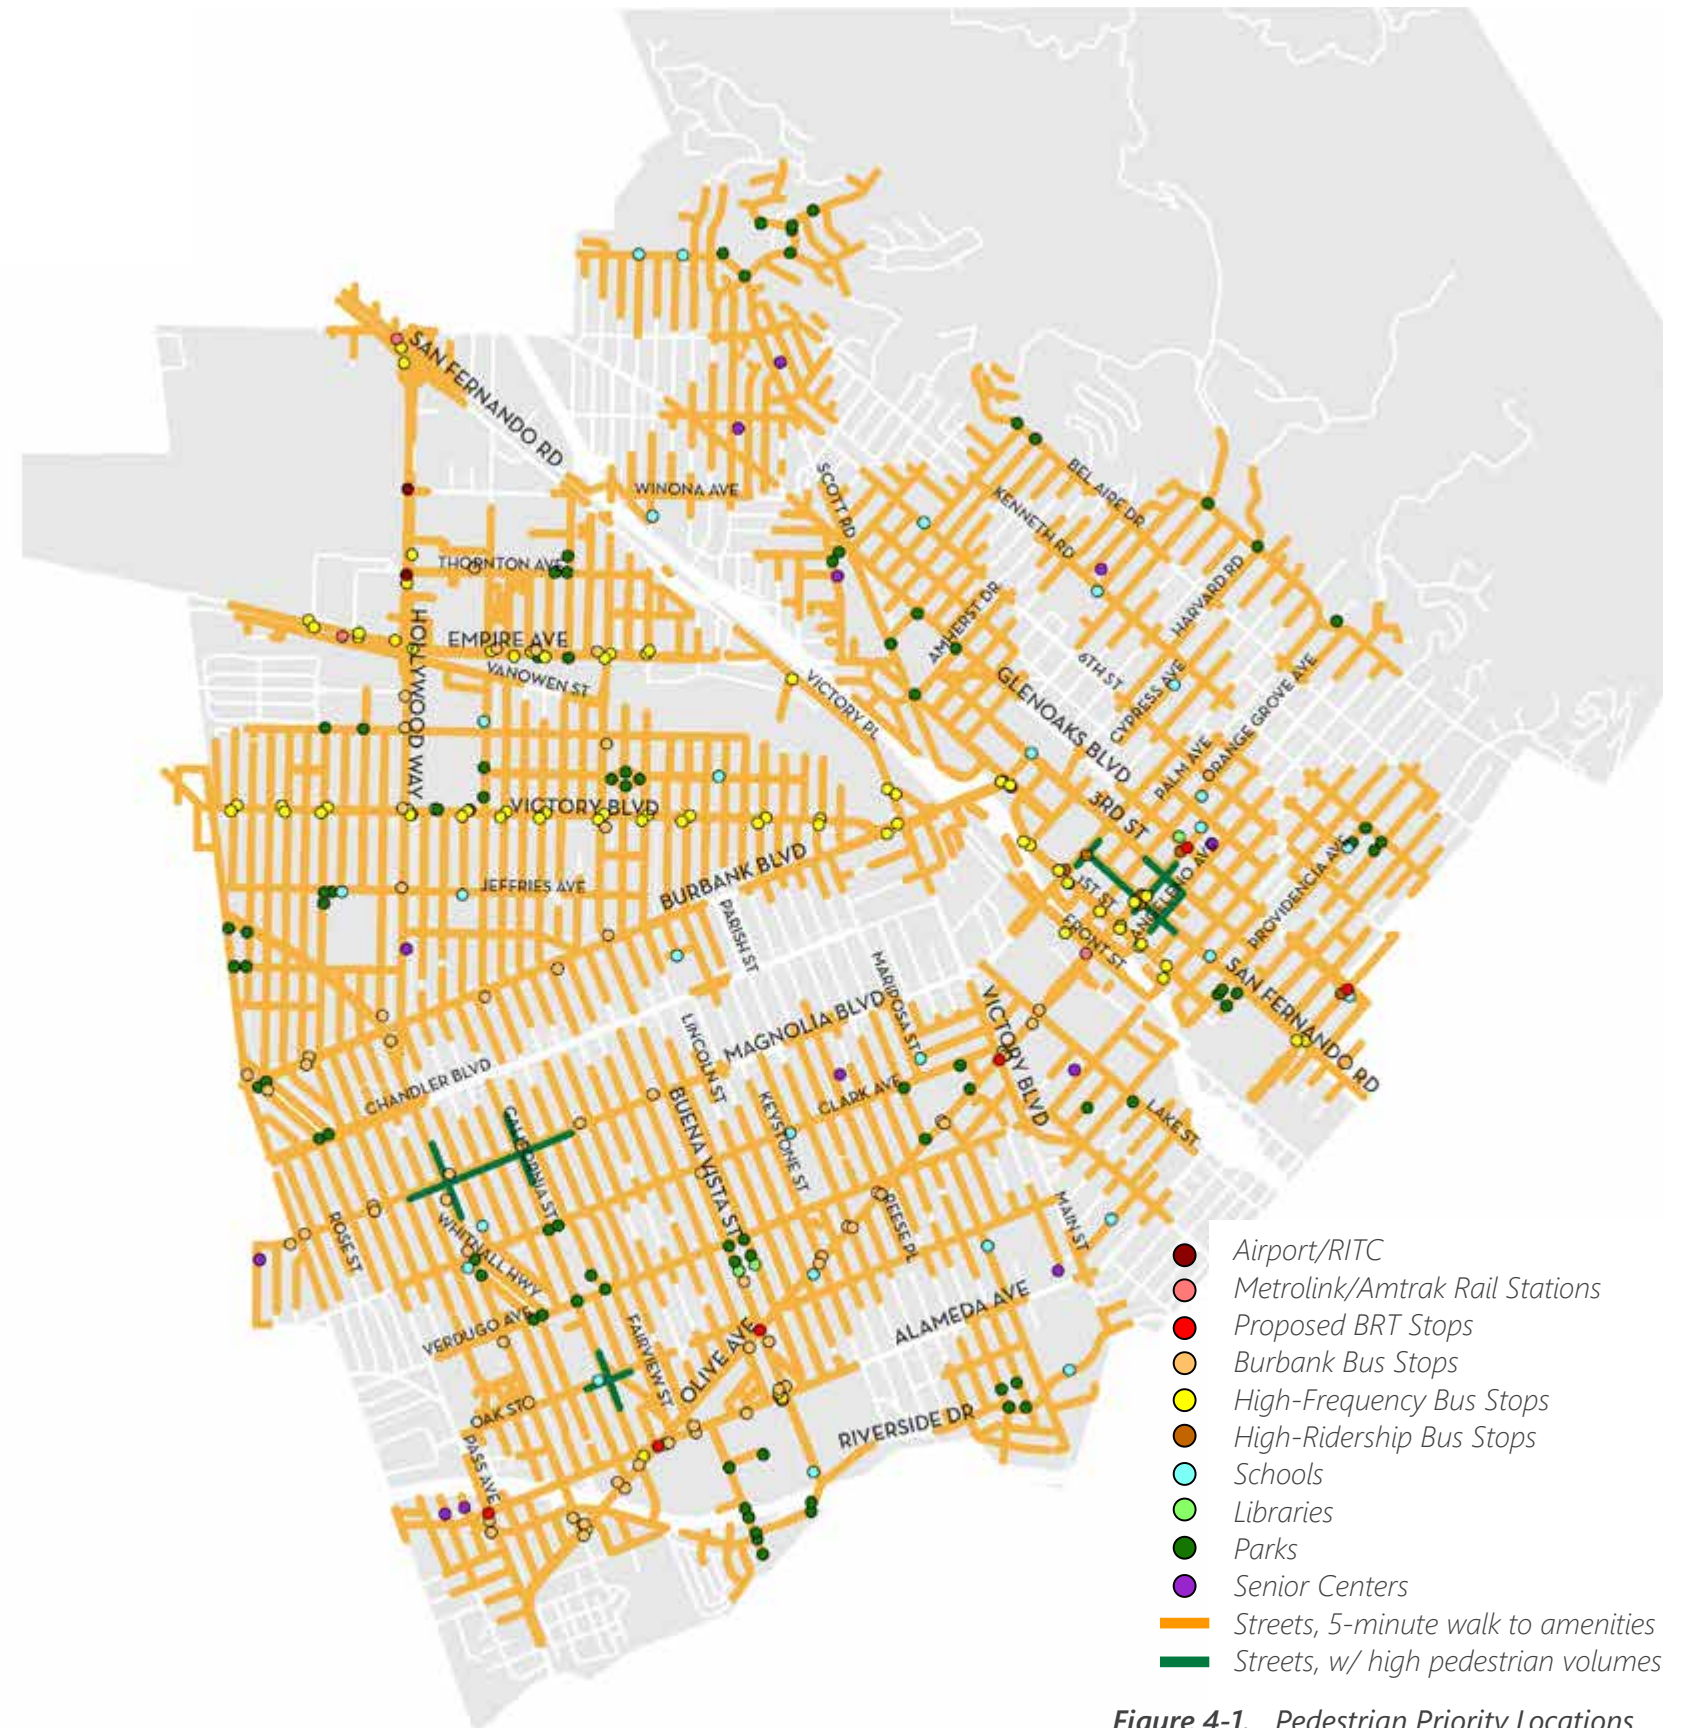 SAN FERNANDO RD
WINONA AVE
SCOTT RD
BEL AIRE DR
KENNETH RD
THORNTON AVE
HARVARD RD
AMHERST DR
HOLLYWOOD WAY
EMPIRE AVE
VANOWEN ST
6TH ST
CYPRESS AVE
ORANGE GROVE AVE
GLENOAKS BLVD
VICTORY PL
PALM AVE
VICTORY BLVD
3RD ST
BURBANK BLVD
ANGELENO AVE
PROVIDENCIA AVE
JEFFRIES AVE
1ST ST
PARISH ST
FRONT ST
MARIPOSA ST
SAN FERNANDO RD
MAGNOLIA BLVD
VICTORY BLVD
LINCOLN ST
CHANDLER BLVD
CLARK AVE
BUENA VISTA ST
KEYSTONE ST
LAKE ST
CALIFORNIA ST
REESE PL
MAIN ST
ROSE ST
WHITNALL HWY
VERDUGO AVE
ALAMEDA AVE
FAIRVIEW ST
OLIVE AVE
OAK ST
RIVERSIDE DR
PASS AVE
Airport/RITC
Metrolink/Amtrak Rail Stations
Proposed BRT Stops
Burbank Bus Stops
High-Frequency Bus Stops
High-Ridership Bus Stops
Schools
Libraries
Parks
Senior Centers
Streets, 5-minute walk to amenities
Streets, w/ high pedestrian volumes
Figure 4-1. Pedestrian Priority Locations